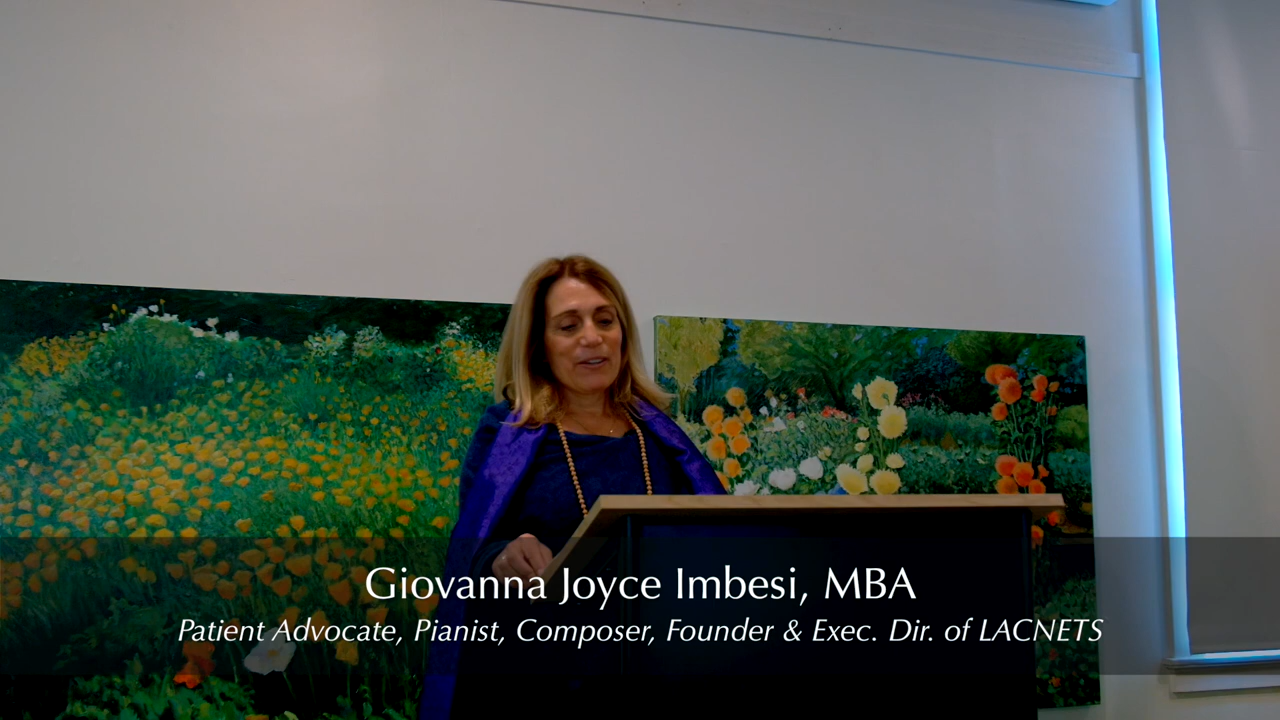 Giovanna Joyce Imbesi, MBA
Patient Advocate, Pianist, Composer, Founder & Exec. Dir. of LACNETS